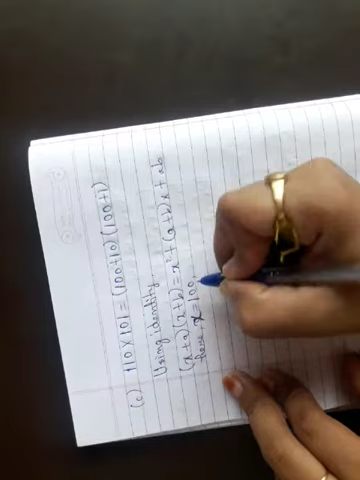 (c) 110 x 101 = (100+10) (100+1)
Using identity
(x+a)(x+b) = x² + (a+b)x + ab
here x = 100,